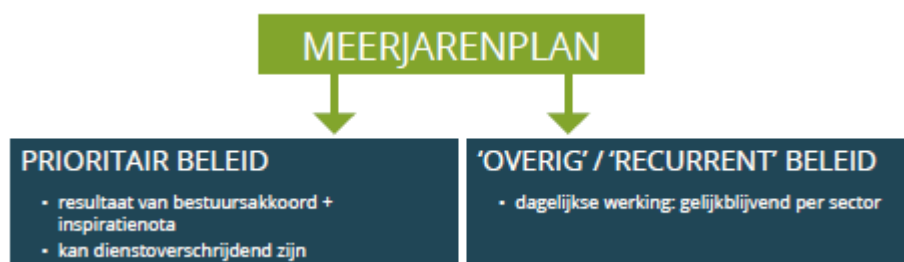 MEERJARENPLAN
PRIORITAIR BELEID
• resultaat van bestuursakkoord +
inspiratienota
• kan dienstoverschrijdend zijn
‘OVERIG’ / ‘RECURRENT’ BELEID
• dagelijkse werking: gelijkblijvend per sector